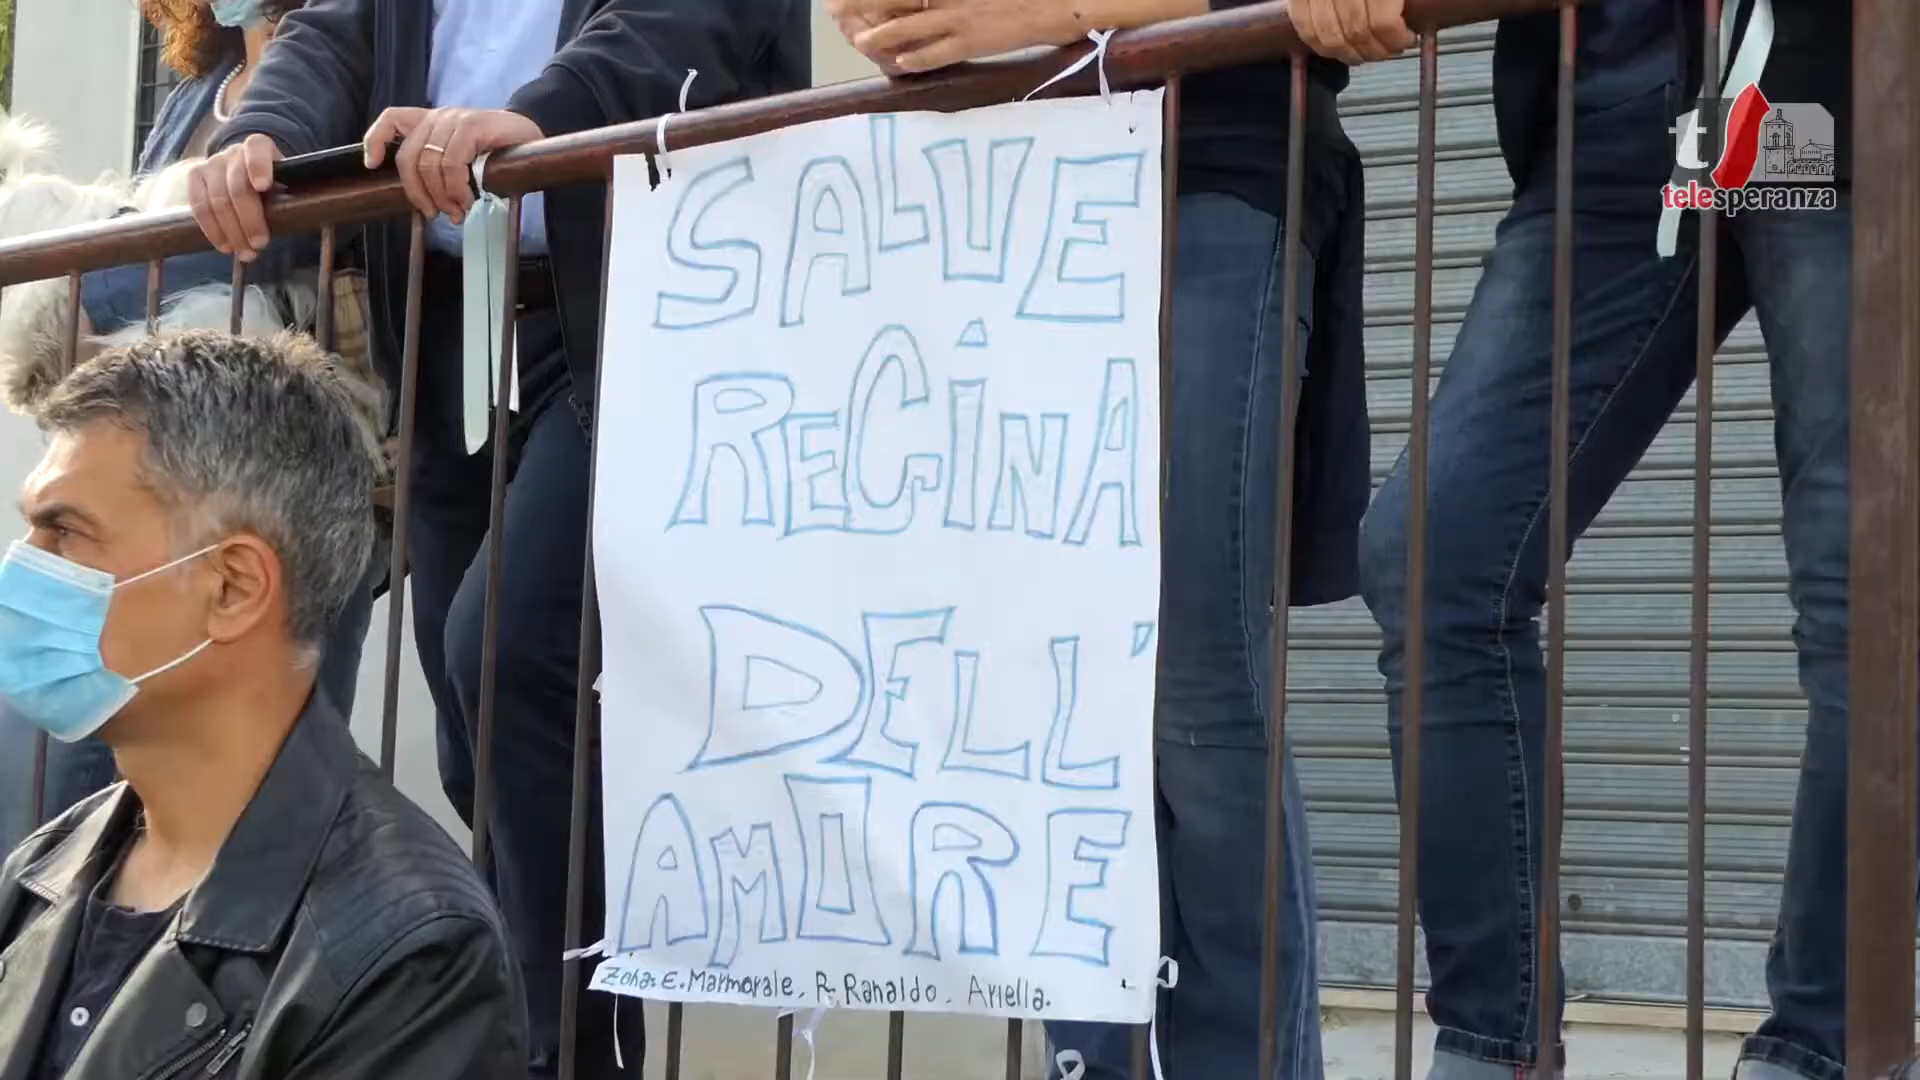 SALVE
REGiNA
DELL'
AMORE
Zona: E. Marmorale, R. Ranaldo, Ariella.
telesperanza